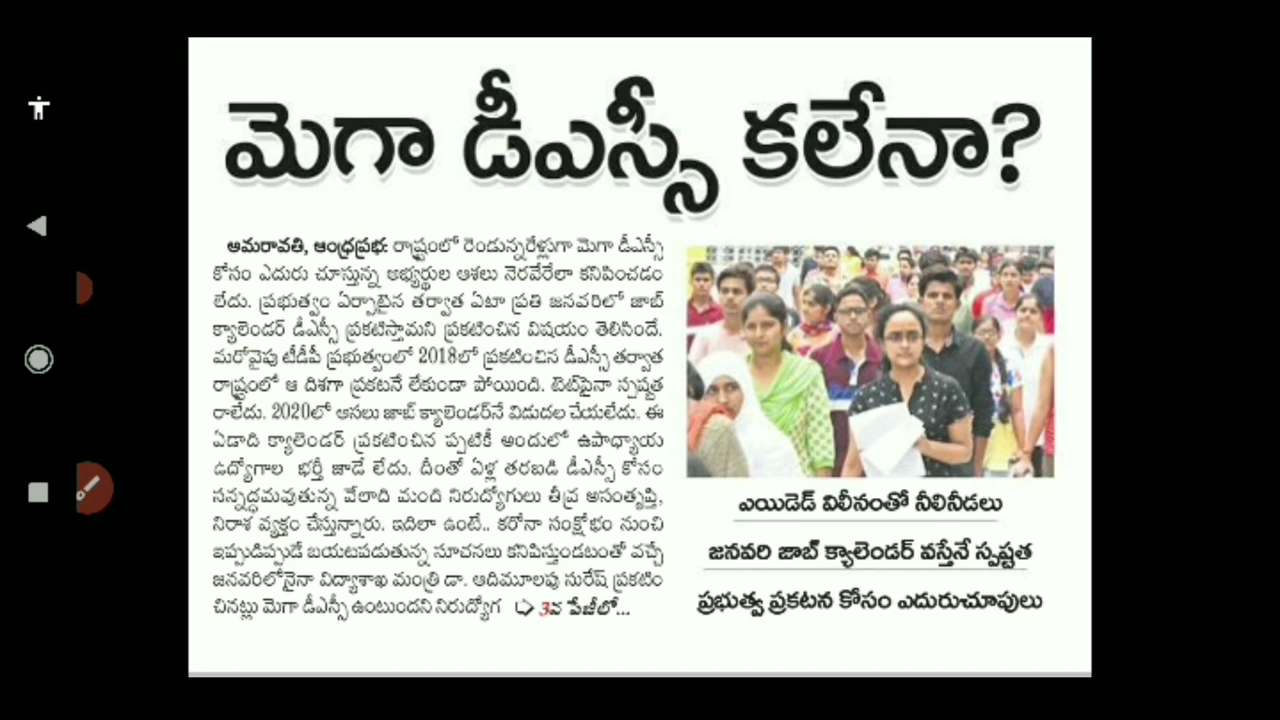 మెగా డీఎస్సీ కలేనా?
అమరావతి, ఆంధ్రప్రభ: రాష్ట్రంలో రెండున్నరేళ్లుగా మెగా డీఎస్సీ
కోసం ఎదురు చూస్తున్న అభ్యర్థుల ఆశలు నెరవేరేలా కనిపించడం
లేదు. ప్రభుత్వం ఏర్పాటైన తర్వాత ఏటా ప్రతి జనవరిలో జాబ్
క్యాలెండర్ డీఎస్సీ ప్రకటిస్తామని ప్రకటించిన విషయం తెలిసిందే.
మరోవైపు టీడీపీ ప్రభుత్వంలో 2018లో ప్రకటించిన డీఎస్సీ తర్వాత
రాష్ట్రంలో ఆ దిశగా ప్రకటనే లేకుండా పోయింది. టెట్‌పైనా స్పష్టత
రాలేదు. 2020లో అసలు జాబ్ క్యాలెండర్‌నే విడుదల చేయలేదు. ఈ
ఏడాది క్యాలెండర్ ప్రకటించిన ప్పటికీ అందులో ఉపాధ్యాయ
ఉద్యోగాల భర్తీ జాడే లేదు. దీంతో ఏళ్ల తరబడి డీఎస్సీ కోసం
సన్నద్ధమవుతున్న వేలాది మంది నిరుద్యోగులు తీవ్ర అసంతృప్తి,
నిరాశ వ్యక్తం చేస్తున్నారు. ఇదిలా ఉంటే.. కరోనా సంక్షోభం నుంచి
ఇప్పుడిప్పుడే బయటపడుతున్న సూచనలు కనిపిస్తుండటంతో వచ్చే
జనవరిలోనైనా విద్యాశాఖ మంత్రి డా. ఆదిమూలపు సురేష్ ప్రకటిం
చినట్లు మెగా డీఎస్సీ ఉంటుందని నిరుద్యోగ ➪ 3వ పేజీలో...
ఎయిడెడ్ విలీనంతో నీలినీడలు
జనవరి జాబ్ క్యాలెండర్ వస్తేనే స్పష్టత
ప్రభుత్వ ప్రకటన కోసం ఎదురుచూపులు